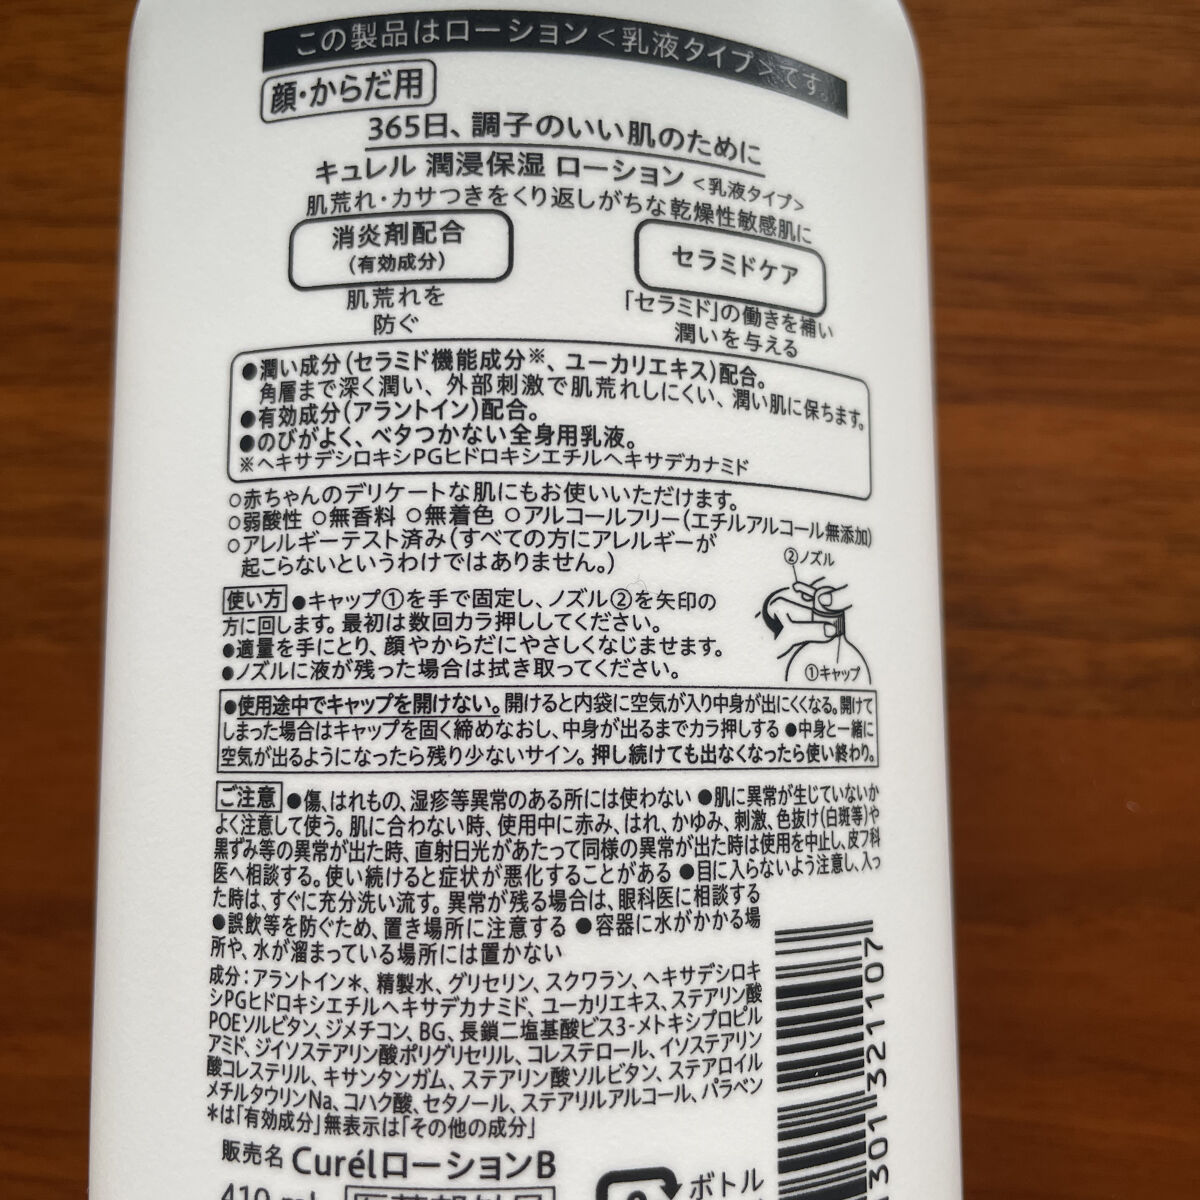 この製品はローション<乳液タイプ>です。
顔・からだ用
365日、調子のいい肌のために
キュレル 潤浸保湿 ローション <乳液タイプ>
肌荒れ・カサつきをくり返しがちな乾燥性敏感肌に
消炎剤配合
(有効成分)
肌荒れを
防ぐ
セラミドケア
「セラミド」の働きを補い
潤いを与える
●潤い成分(セラミド機能成分※、ユーカリエキス)配合。
角層まで深く潤い、外部刺激で肌荒れしにくい、潤い肌に保ちます。
●有効成分(アラントイン)配合。
●のびがよく、ベタつかない全身用乳液。
※ヘキサデシロキシPGヒドロキシエチルヘキサデカナミド
○赤ちゃんのデリケートな肌にもお使いいただけます。
○弱酸性 ○無香料 ○無着色 ○アルコールフリー(エチルアルコール無添加)
○アレルギーテスト済み(すべての方にアレルギーが
起こらないというわけではありません。)
②ノズル
①キャップ
使い方 ●キャップ①を手で固定し、ノズル②を矢印の
方に回します。最初は数回カラ押ししてください。
●適量を手にとり、顔やからだにやさしくなじませます。
●ノズルに液が残った場合は拭き取ってください。
●使用途中でキャップを開けない。開けると内袋に空気が入り中身が出にくくなる。開けて
しまった場合はキャップを固く締めなおし、中身が出るまでカラ押しする ●中身と一緒に
空気が出るようになったら残り少ないサイン。押し続けても出なくなったら使い終わり。
ご注意 ●傷、はれもの、湿疹等異常のある所には使わない ●肌に異常が生じていないか
よく注意して使う。肌に合わない時、使用中に赤み、はれ、かゆみ、刺激、色抜け(白斑等)や
黒ずみ等の異常が出た時、直射日光があたって同様の異常が出た時は使用を中止し、皮フ科
医へ相談する。使い続けると症状が悪化することがある ●目に入らないよう注意し、入っ
た時は、すぐに充分洗い流す。異常が残る場合は、眼科医に相談する
●誤飲等を防ぐため、置き場所に注意する ●容器に水がかかる場
所や、水が溜まっている場所には置かない
成分:アラントイン*、精製水、グリセリン、スクワラン、ヘキサデシロキ
シPGヒドロキシエチルヘキサデカナミド、ユーカリエキス、ステアリン酸
POEソルビタン、ジメチコン、BG、長鎖二塩基酸ビス3-メトキシプロピル
アミド、ジイソステアリン酸ポリグリセリル、コレステロール、イソステアリン
酸コレステリル、キサンタンガム、ステアリン酸ソルビタン、ステアロイル
メチルタウリンNa、コハク酸、セタノール、ステアリルアルコール、パラベン
*は「有効成分」無表示は「その他の成分」
販売名 CurélローションB
410 mL 医薬部外品
ボトル
301 321107